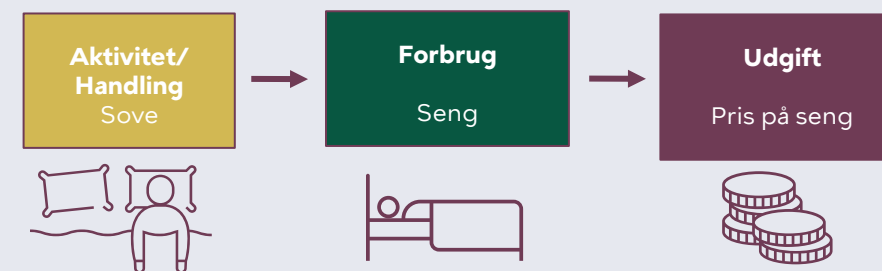 Aktivitet/
Handling
Sove
Forbrug
Seng
Udgift
Pris på seng